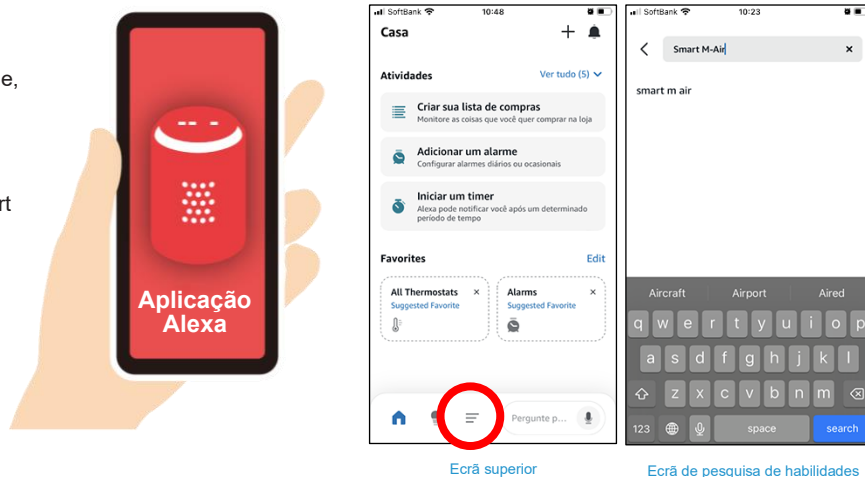 e,
rt
Aplicação
Alexa
SoftBank 10:48
Casa
Atividades Ver tudo (5)
Criar sua lista de compras
Monitore as coisas que você quer comprar na loja
Adicionar um alarme
Configurar alarmes diários ou ocasionais
Iniciar um timer
Alexa pode notificar você após um determinado
período de tempo
Favorites Edit
All Thermostats × Alarms ×
Suggested Favorite Suggested Favorite
Pergunte p...
Ecrã superior
SoftBank 10:23
Smart M-Air ×
smart m air
Aircraft Airport Aired
q w e r t y u i o p
a s d f g h j k l
z x c v b n m
123 space search
Ecrã de pesquisa de habilidades